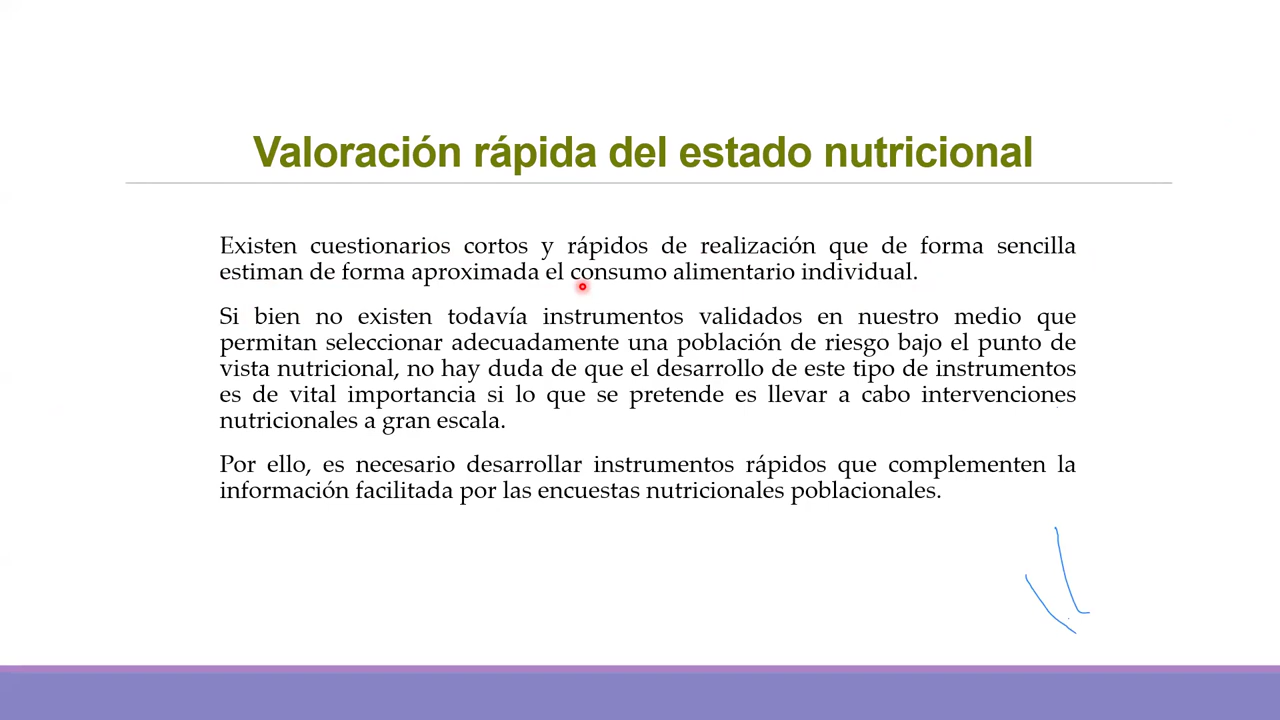 Valoración rápida del estado nutricional
Existen cuestionarios cortos y rápidos de realización que de forma sencilla
estiman de forma aproximada el consumo alimentario individual.
Si bien no existen todavía instrumentos validados en nuestro medio que
permitan seleccionar adecuadamente una población de riesgo bajo el punto de
vista nutricional, no hay duda de que el desarrollo de este tipo de instrumentos
es de vital importancia si lo que se pretende es llevar a cabo intervenciones
nutricionales a gran escala.
Por ello, es necesario desarrollar instrumentos rápidos que complementen la
información facilitada por las encuestas nutricionales poblacionales.